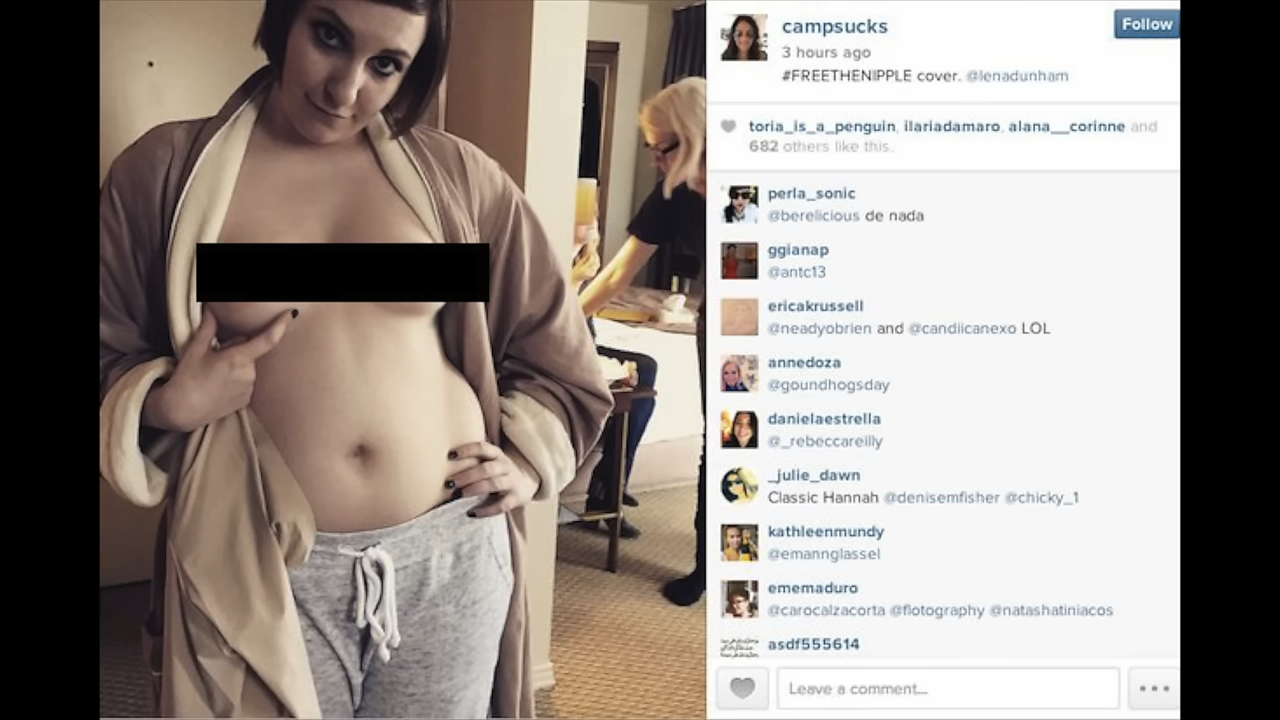 campsucks
Follow
3 hours ago
#FREETHENIPPLE cover. @lenadunham
toria_is_a_penguin, ilariadamaro, alana__corinne and
682 others like this.
perla_sonic
@berelicious de nada
ggianap
@antc13
ericakrussell
@neadyobrien and @candiicanexo LOL
annedoza
@goundhogsday
danielaestrella
@_rebeccareilly
_julie_dawn
Classic Hannah @denisemfisher @chicky_1
kathleenmundy
@emannglassel
ememaduro
@carocalzacorta @flotography @natashatiniacos
asdf555614
Leave a comment...